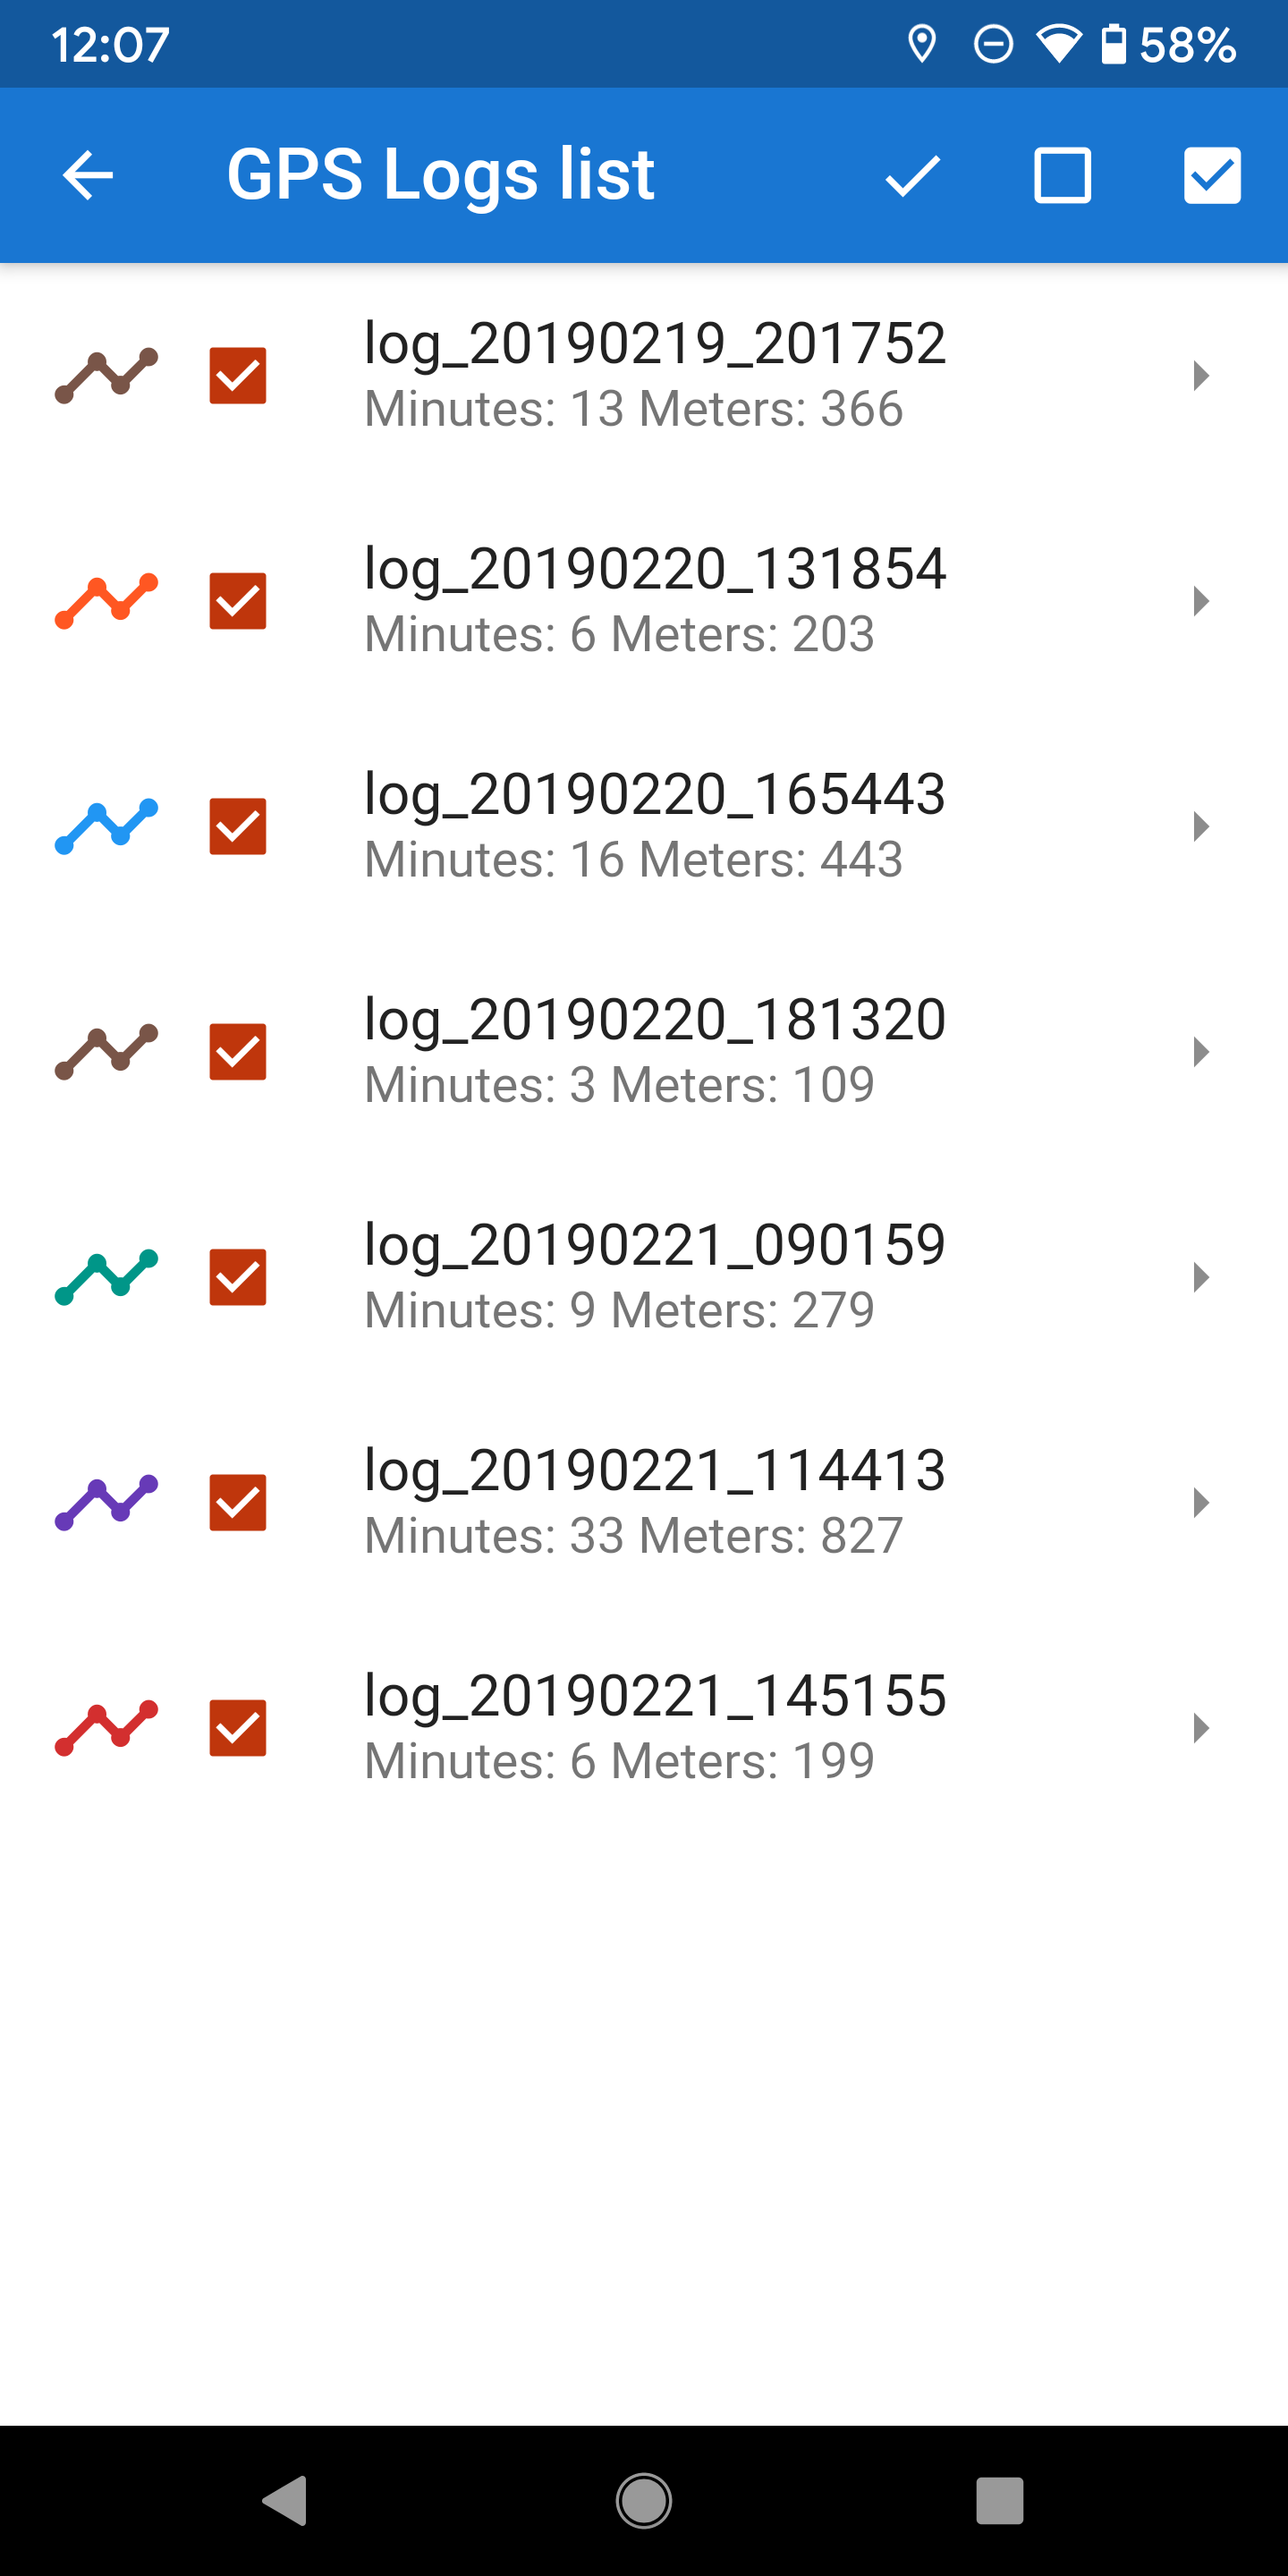 12:07 58%
GPS Logs list
log_20190219_201752
Minutes: 13 Meters: 366
log_20190220_131854
Minutes: 6 Meters: 203
log_20190220_165443
Minutes: 16 Meters: 443
log_20190220_181320
Minutes: 3 Meters: 109
log_20190221_090159
Minutes: 9 Meters: 279
log_20190221_114413
Minutes: 33 Meters: 827
log_20190221_145155
Minutes: 6 Meters: 199